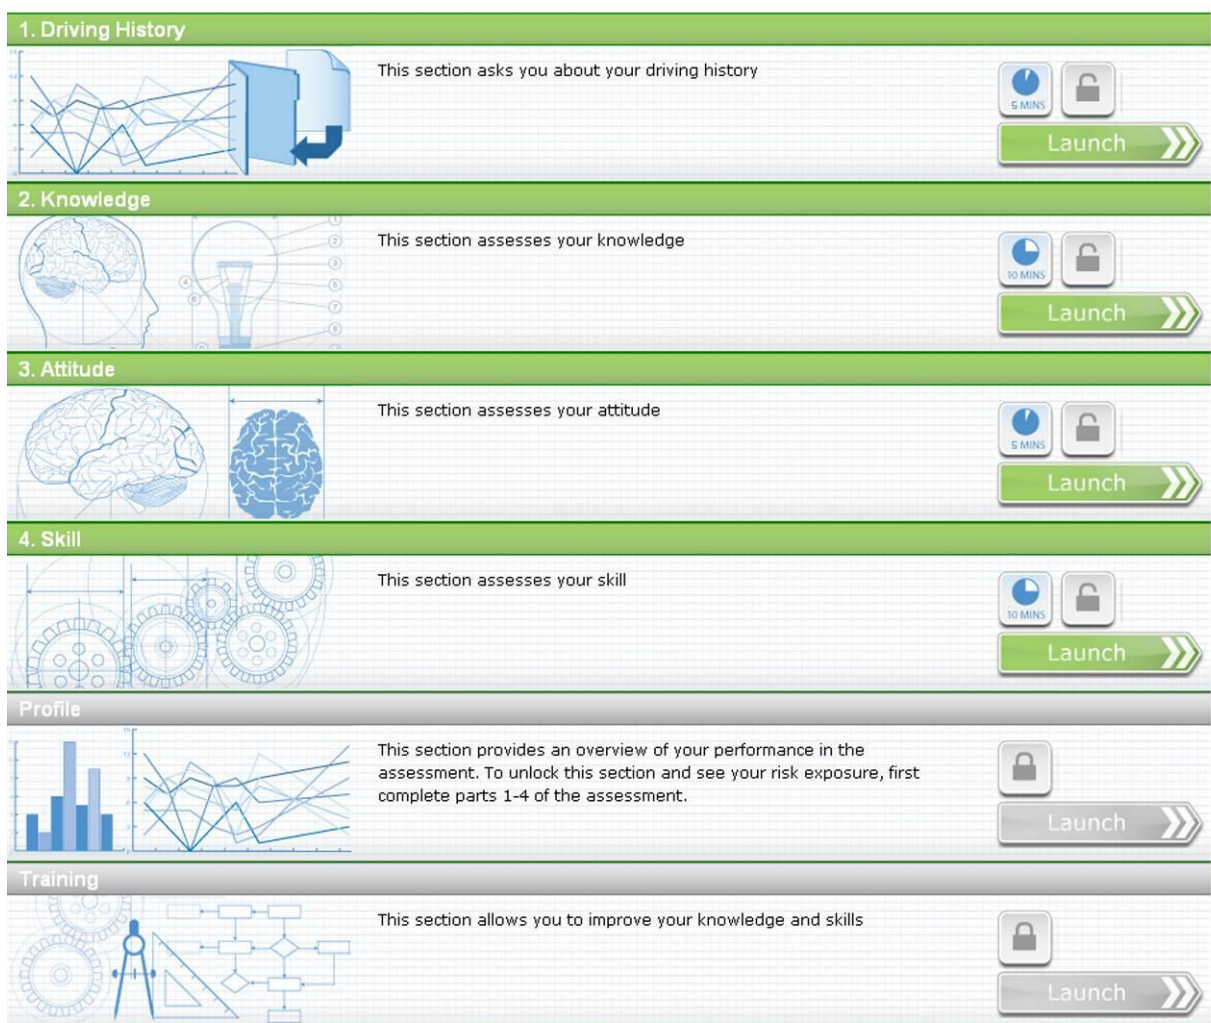 1. Driving History
This section asks you about your driving history
5 MINS
Launch
2. Knowledge
This section assesses your knowledge
10 MINS
Launch
3. Attitude
This section assesses your attitude
5 MINS
Launch
4. Skill
This section assesses your skill
10 MINS
Launch
Profile
This section provides an overview of your performance in the
assessment. To unlock this section and see your risk exposure, first
complete parts 1-4 of the assessment.
Launch
Training
This section allows you to improve your knowledge and skills
Launch